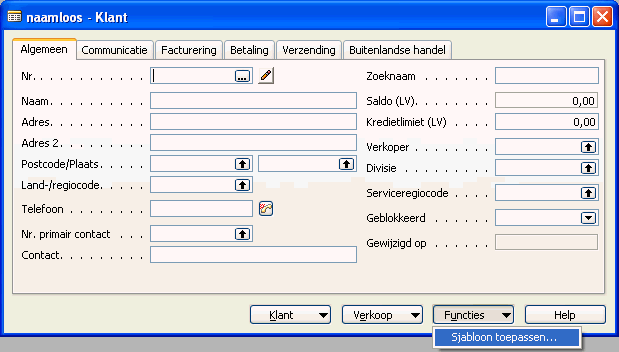 naamloos - Klant
Algemeen Communicatie Facturering Betaling Verzending Buitenlandse handel
Nr. . . . . . . . . . . ... Zoeknaam . . . . . . .
Naam . . . . . . . . . . Saldo (LV). . . . . . . . 0,00
Adres. . . . . . . . . . Kredietlimiet (LV) . . . . 0,00
Adres 2. . . . . . . . . Verkoper . . . . . . .
Postcode/Plaats. . . . . Divisie . . . . . . . .
Land-/regiocode. . . . . Serviceregiocode . . . .
Telefoon . . . . . . . . Geblokkeerd . . . . . .
Nr. primair contact . . . . Gewijzigd op . . . . .
Contact. . . . . . . . .
Klant Verkoop Functies Help
Sjabloon toepassen...